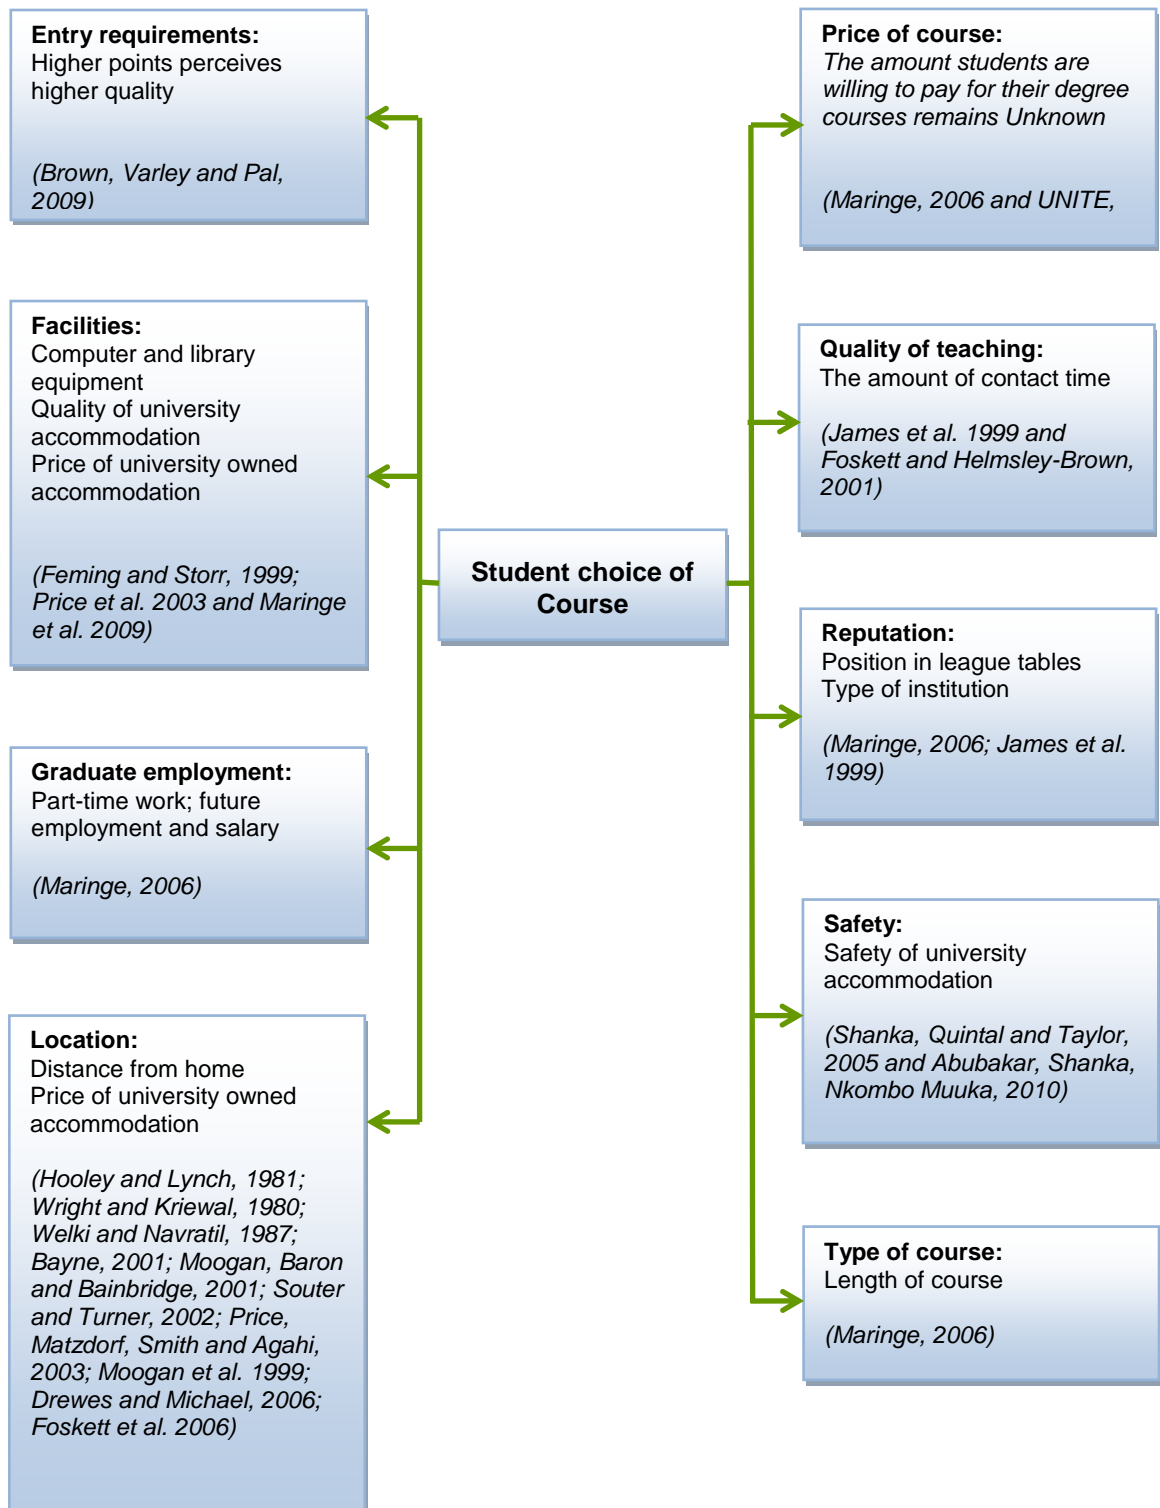 Entry requirements:
Higher points perceives
higher quality
(Brown, Varley and Pal,
2009)
Facilities:
Computer and library
equipment
Quality of university
accommodation
Price of university owned
accommodation
(Feming and Storr, 1999;
Price et al. 2003 and Maringe
et al. 2009)
Graduate employment:
Part-time work; future
employment and salary
(Maringe, 2006)
Location:
Distance from home
Price of university owned
accommodation
(Hooley and Lynch, 1981;
Wright and Kriewal, 1980;
Welki and Navratil, 1987;
Bayne, 2001; Moogan, Baron
and Bainbridge, 2001; Souter
and Turner, 2002; Price,
Matzdorf, Smith and Agahi,
2003; Moogan et al. 1999;
Drewes and Michael, 2006;
Foskett et al. 2006)
Student choice of
Course
Price of course:
The amount students are
willing to pay for their degree
courses remains Unknown
(Maringe, 2006 and UNITE,
Quality of teaching:
The amount of contact time
(James et al. 1999 and
Foskett and Helmsley-Brown,
2001)
Reputation:
Position in league tables
Type of institution
(Maringe, 2006; James et al.
1999)
Safety:
Safety of university
accommodation
(Shanka, Quintal and Taylor,
2005 and Abubakar, Shanka,
Nkombo Muuka, 2010)
Type of course:
Length of course
(Maringe, 2006)